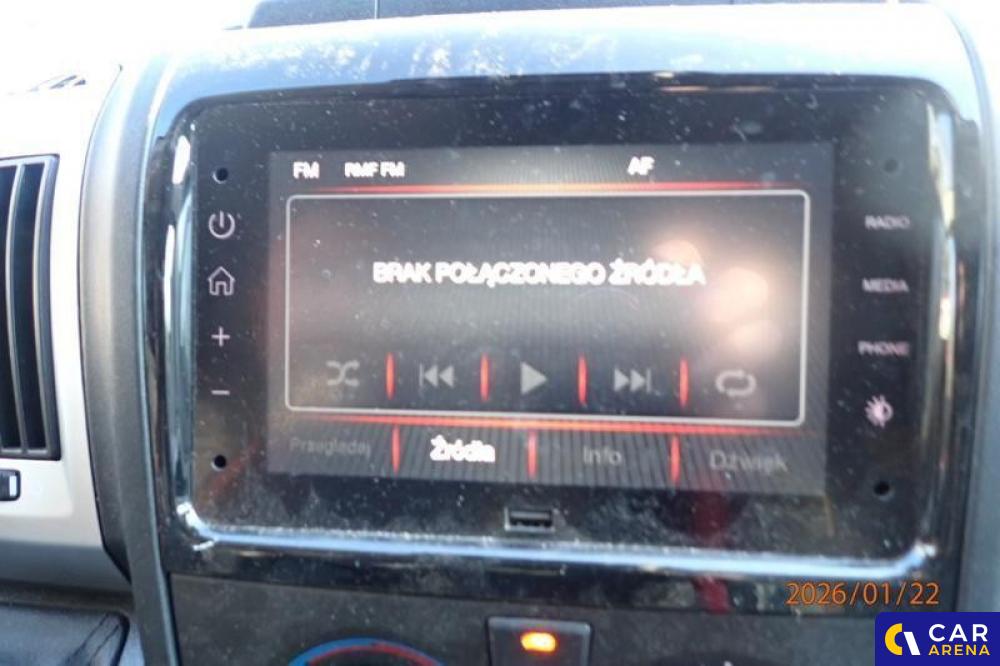 FM RMF FM AF
BRAK POŁĄCZONEGO ŹRÓDŁA
Przeglądaj Źródła Info Dźwięk
RADIO
MEDIA
PHONE
2026/01/22
CAR
ARENA